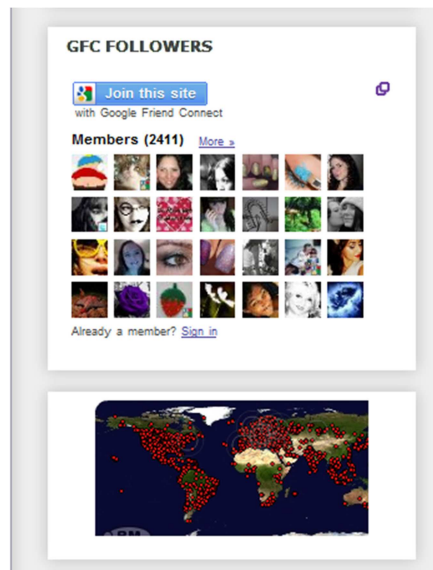 GFC FOLLOWERS
Join this site
with Google Friend Connect
Members (2411) More »
Already a member? Sign in